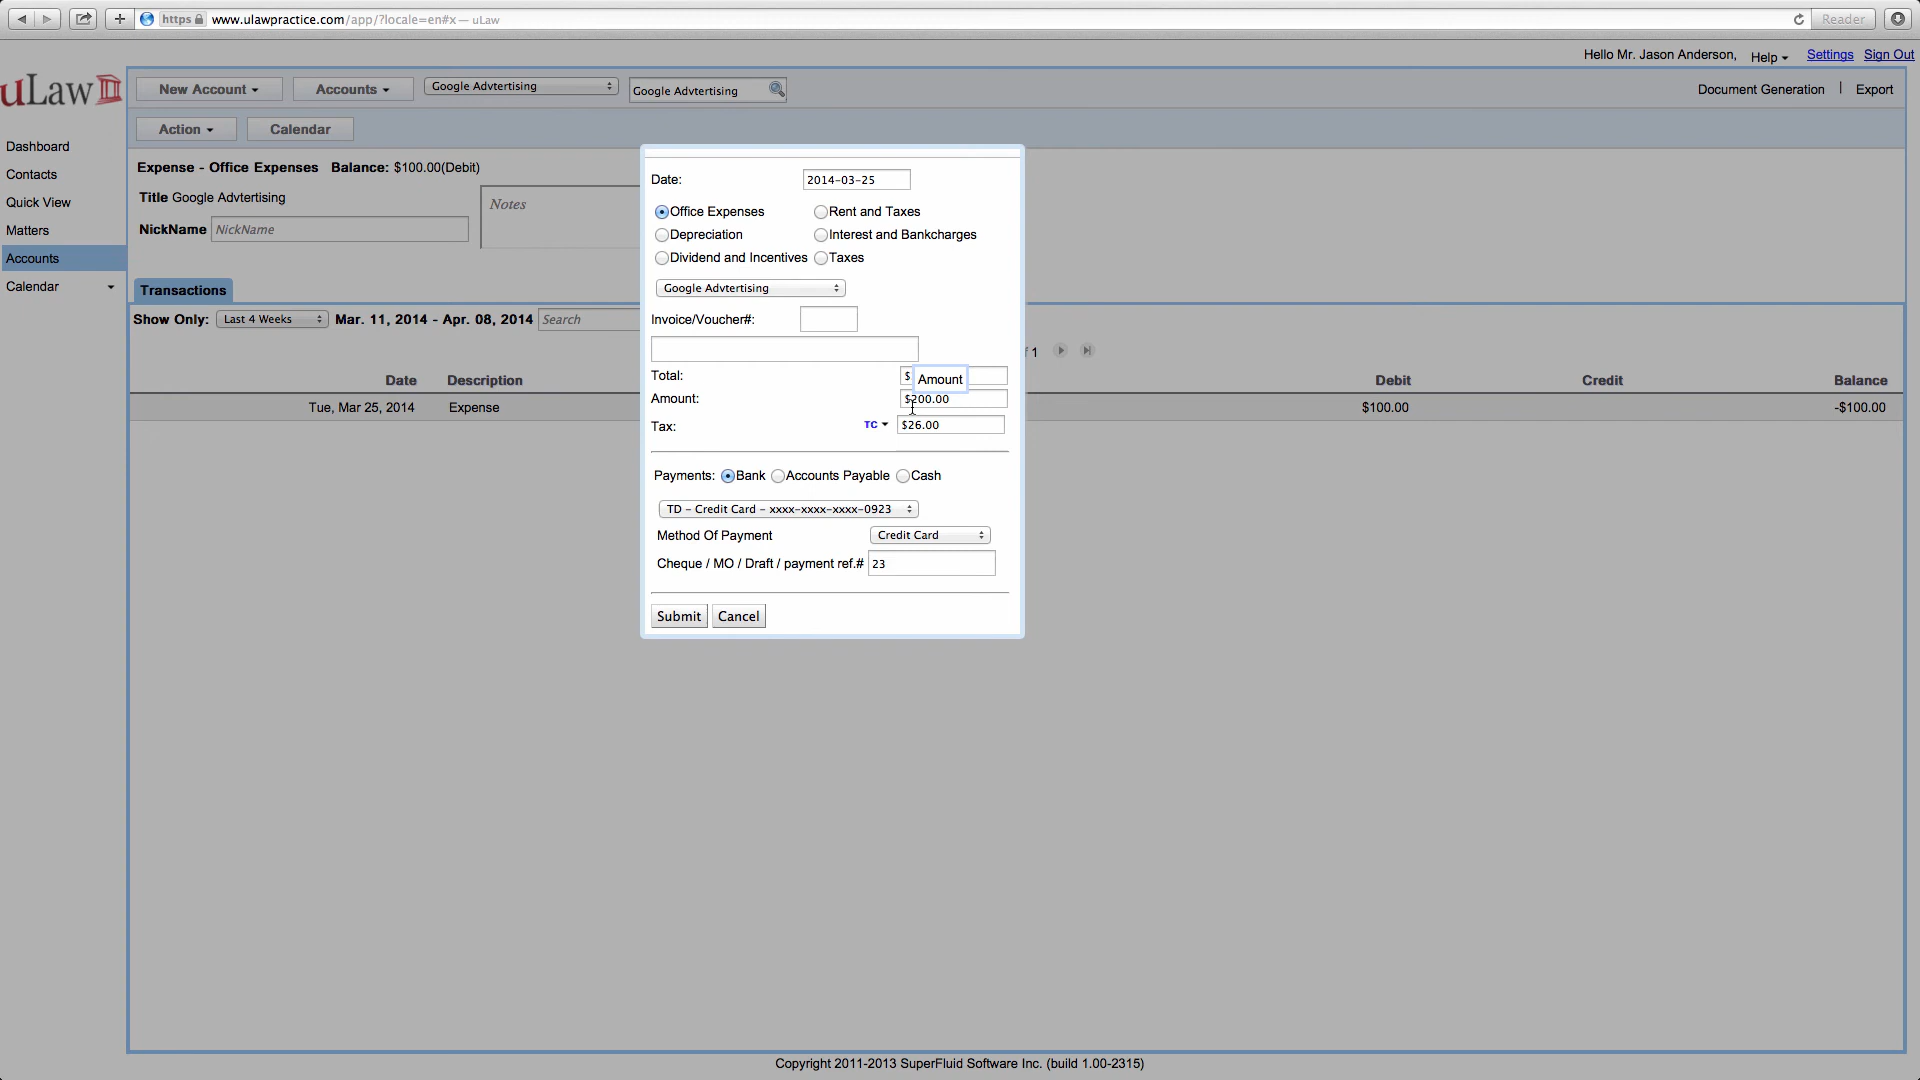 https www.ulawpractice.com/app/?locale=en#x — uLaw Reader
Hello Mr. Jason Anderson, Help Settings Sign Out
uLaw
New Account Accounts Google Advtertising Google Advtertising Document Generation | Export
Action Calendar
Dashboard
Contacts
Quick View
Matters
Accounts
Calendar
Expense - Office Expenses Balance: $100.00(Debit)
Title Google Advtertising
Notes
NickName NickName
Transactions
Show Only: Last 4 Weeks Mar. 11, 2014 - Apr. 08, 2014 Search
1
Date Description Debit Credit Balance
Tue, Mar 25, 2014 Expense $100.00 -$100.00
Date: 2014-03-25
Office Expenses Rent and Taxes
Depreciation Interest and Bankcharges
Dividend and Incentives Taxes
Google Advtertising
Invoice/Voucher#:
Total: $
Amount
Amount: $200.00
Tax: TC $26.00
Payments: Bank Accounts Payable Cash
TD - Credit Card - xxxx-xxxx-xxxx-0923
Method Of Payment Credit Card
Cheque / MO / Draft / payment ref.# 23
Submit Cancel
Copyright 2011-2013 SuperFluid Software Inc. (build 1.00-2315)